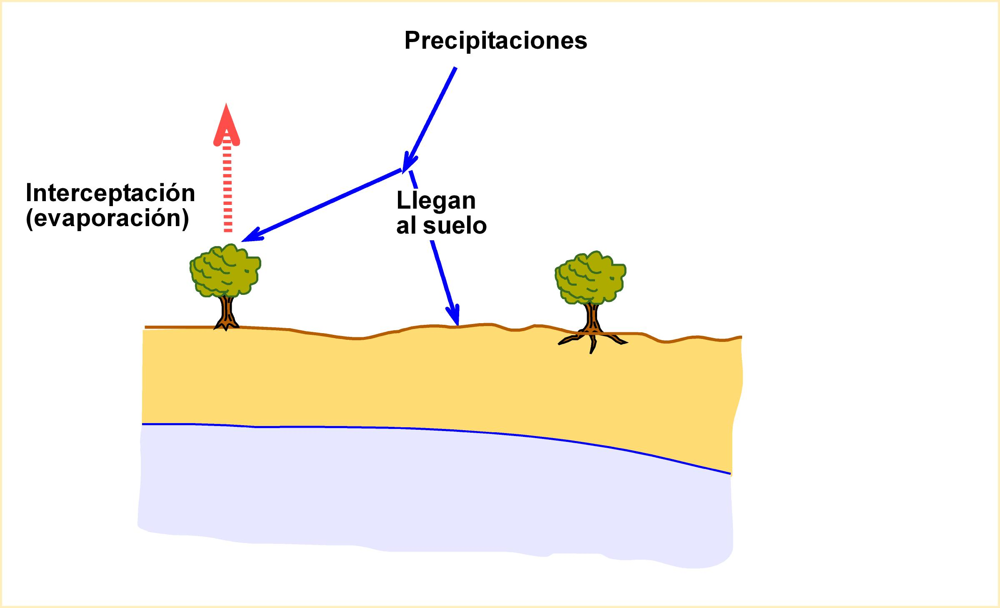 Precipitaciones
Interceptación
(evaporación)
Llegan
al suelo